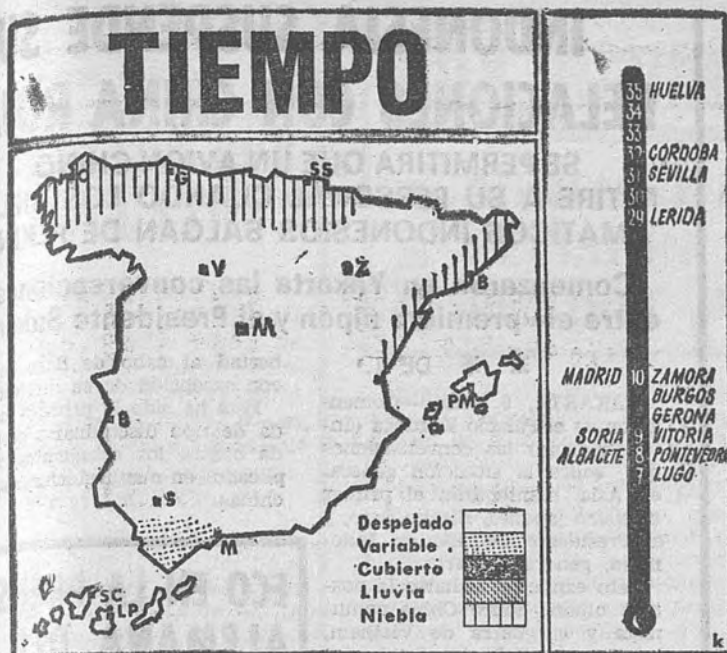 TIEMPO
C G SS
V Z
B
M
PM
B
S
M
SC
LP
Despejado
Variable .
Cubierto
Lluvia
Niebla
35 HUELVA
34
33
32 CORDOBA
31 SEVILLA
30
29 LERIDA
MADRID 10 ZAMORA
BURGOS
GERONA
SORIA 9 VITORIA
ALBACETE 8 PONTEVEDRA
7 LUGO